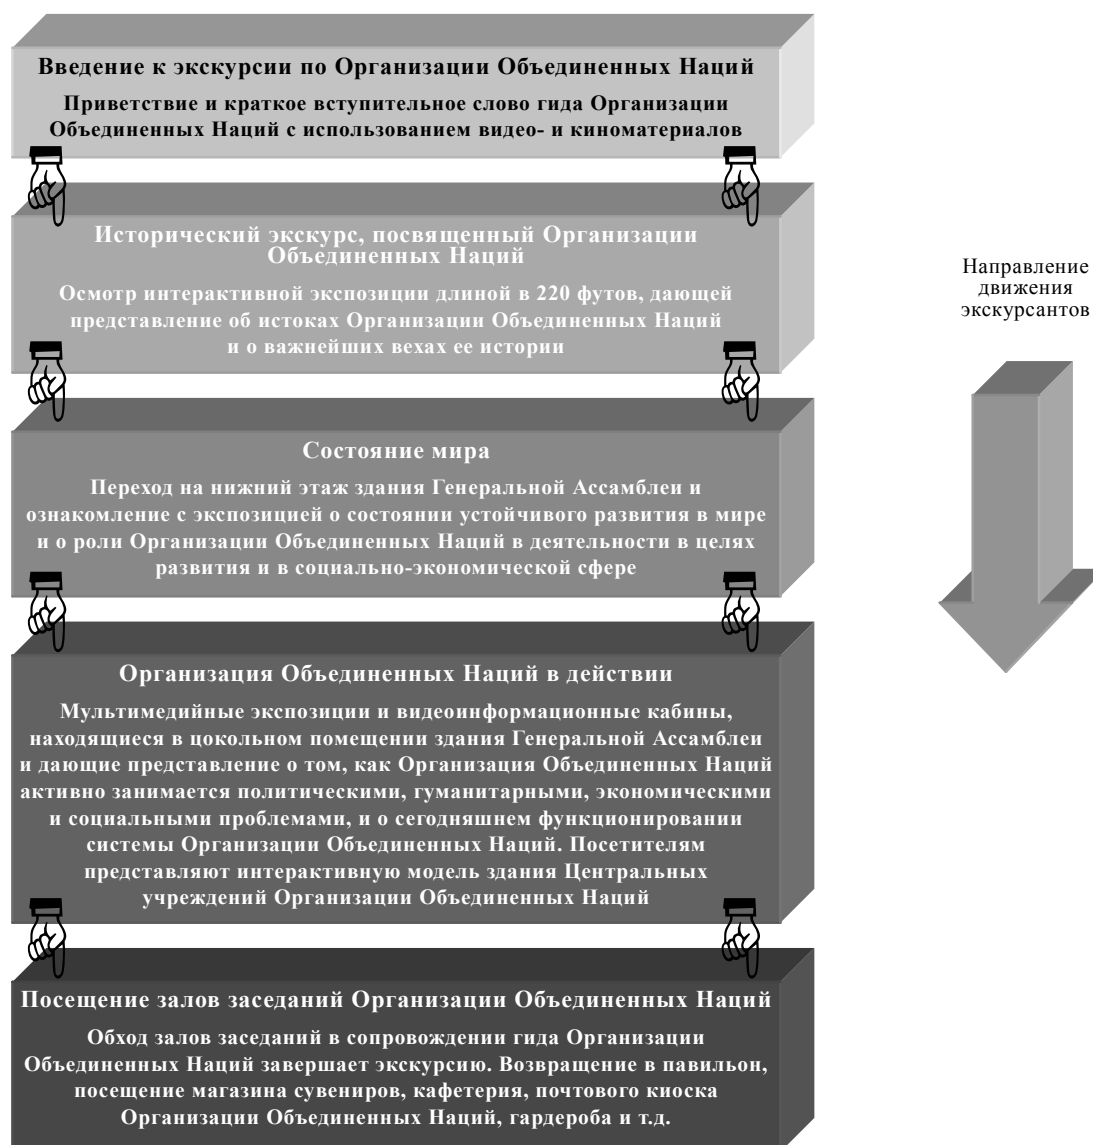 Введение к экскурсии по Организации Объединенных Наций
Приветствие и краткое вступительное слово гида Организации
Объединенных Наций с использованием видео- и киноматериалов
Исторический экскурс, посвященный Организации
Объединенных Наций
Осмотр интерактивной экспозиции длиной в 220 футов, дающей
представление об истоках Организации Объединенных Наций
и о важнейших вехах ее истории
Направление
движения
экскурсантов
Состояние мира
Переход на нижний этаж здания Генеральной Ассамблеи и
ознакомление с экспозицией о состоянии устойчивого развития в мире
и о роли Организации Объединенных Наций в деятельности в целях
развития и в социально-экономической сфере
Организация Объединенных Наций в действии
Мультимедийные экспозиции и видеоинформационные кабины,
находящиеся в цокольном помещении здания Генеральной Ассамблеи
и дающие представление о том, как Организация Объединенных Наций
активно занимается политическими, гуманитарными, экономическими
и социальными проблемами, и о сегодняшнем функционировании
системы Организации Объединенных Наций. Посетителям
представляют интерактивную модель здания Центральных
учреждений Организации Объединенных Наций
Посещение залов заседаний Организации Объединенных Наций
Обход залов заседаний в сопровождении гида Организации
Объединенных Наций завершает экскурсию. Возвращение в павильон,
посещение магазина сувениров, кафетерия, почтового киоска
Организации Объединенных Наций, гардероба и т.д.